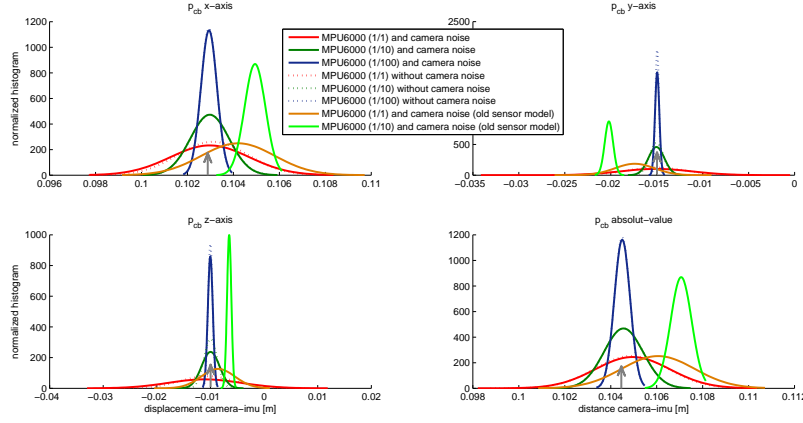 p_cb x-axis
normalized histogram
1200
1000
800
600
400
200
0
0.096 0.098 0.1 0.102 0.104 0.106 0.108 0.11
MPU6000 (1/1) and camera noise
MPU6000 (1/10) and camera noise
MPU6000 (1/100) and camera noise
MPU6000 (1/1) without camera noise
MPU6000 (1/10) without camera noise
MPU6000 (1/100) without camera noise
MPU6000 (1/1) and camera noise (old sensor model)
MPU6000 (1/10) and camera noise (old sensor model)
p_cb y-axis
2500
0
−0.035 −0.03 −0.025 −0.02 −0.015 −0.01 −0.005 0
p_cb z-axis
normalized histogram
1000
800
600
400
200
0
−0.04 −0.03 −0.02 −0.01 0 0.01 0.02
displacement camera−imu [m]
p_cb absolut−value
1200
1000
800
600
400
200
0
0.098 0.1 0.102 0.104 0.106 0.108 0.11 0.112
distance camera−imu [m]